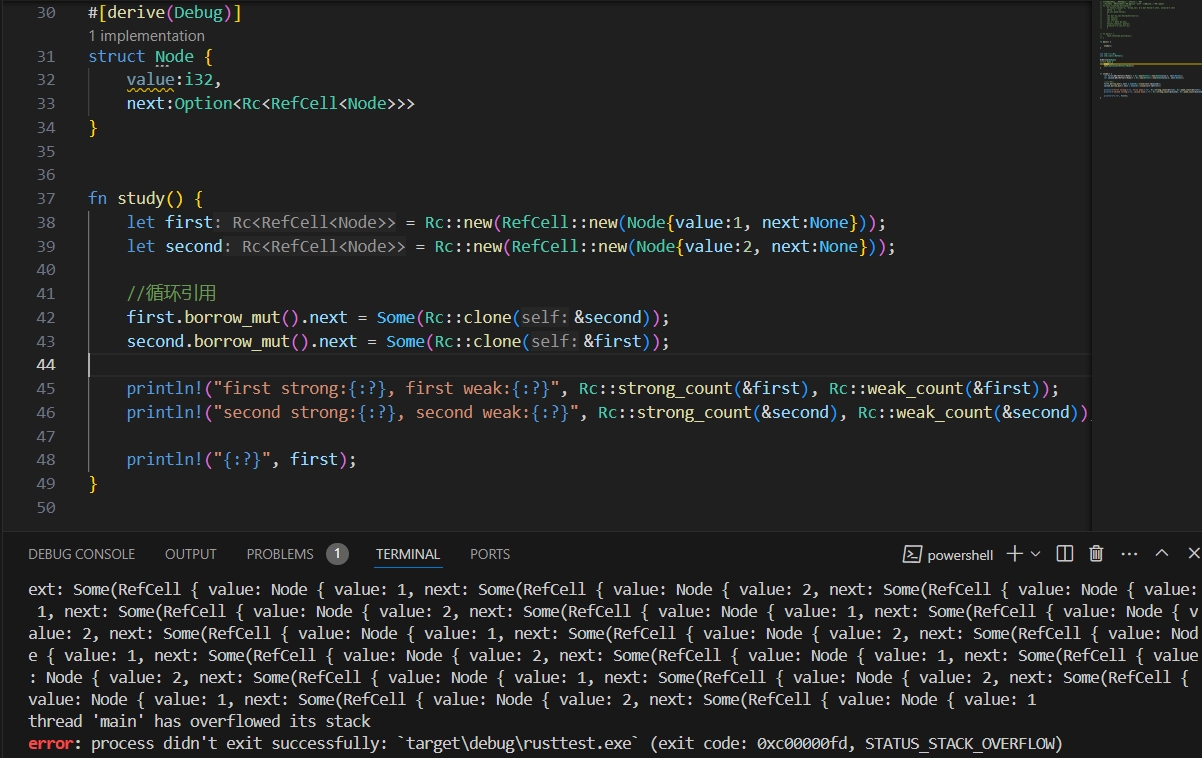 30 #[derive(Debug)]
1 implementation
31 struct Node {
32 value:i32,
33 next:Option<Rc<RefCell<Node>>>
34 }
35
36
37 fn study() {
38 let first: Rc<RefCell<Node>> = Rc::new(RefCell::new(Node{value:1, next:None}));
39 let second: Rc<RefCell<Node>> = Rc::new(RefCell::new(Node{value:2, next:None}));
40
41 //循环引用
42 first.borrow_mut().next = Some(Rc::clone(self: &second));
43 second.borrow_mut().next = Some(Rc::clone(self: &first));
44
45 println!("first strong:{:?}, first weak:{:?}", Rc::strong_count(&first), Rc::weak_count(&first));
46 println!("second strong:{:?}, second weak:{:?}", Rc::strong_count(&second), Rc::weak_count(&second))
47
48 println!("{:?}", first);
49 }
50
DEBUG CONSOLE OUTPUT PROBLEMS 1 TERMINAL PORTS powershell
ext: Some(RefCell { value: Node { value: 1, next: Some(RefCell { value: Node { value: 2, next: Some(RefCell { value: Node { value:
1, next: Some(RefCell { value: Node { value: 2, next: Some(RefCell { value: Node { value: 1, next: Some(RefCell { value: Node { v
alue: 2, next: Some(RefCell { value: Node { value: 1, next: Some(RefCell { value: Node { value: 2, next: Some(RefCell { value: Nod
e { value: 1, next: Some(RefCell { value: Node { value: 2, next: Some(RefCell { value: Node { value: 1, next: Some(RefCell { value
: Node { value: 2, next: Some(RefCell { value: Node { value: 1, next: Some(RefCell { value: Node { value: 2, next: Some(RefCell {
value: Node { value: 1, next: Some(RefCell { value: Node { value: 2, next: Some(RefCell { value: Node { value: 1
thread 'main' has overflowed its stack
error: process didn't exit successfully: `target\debug\rusttest.exe` (exit code: 0xc00000fd, STATUS_STACK_OVERFLOW)